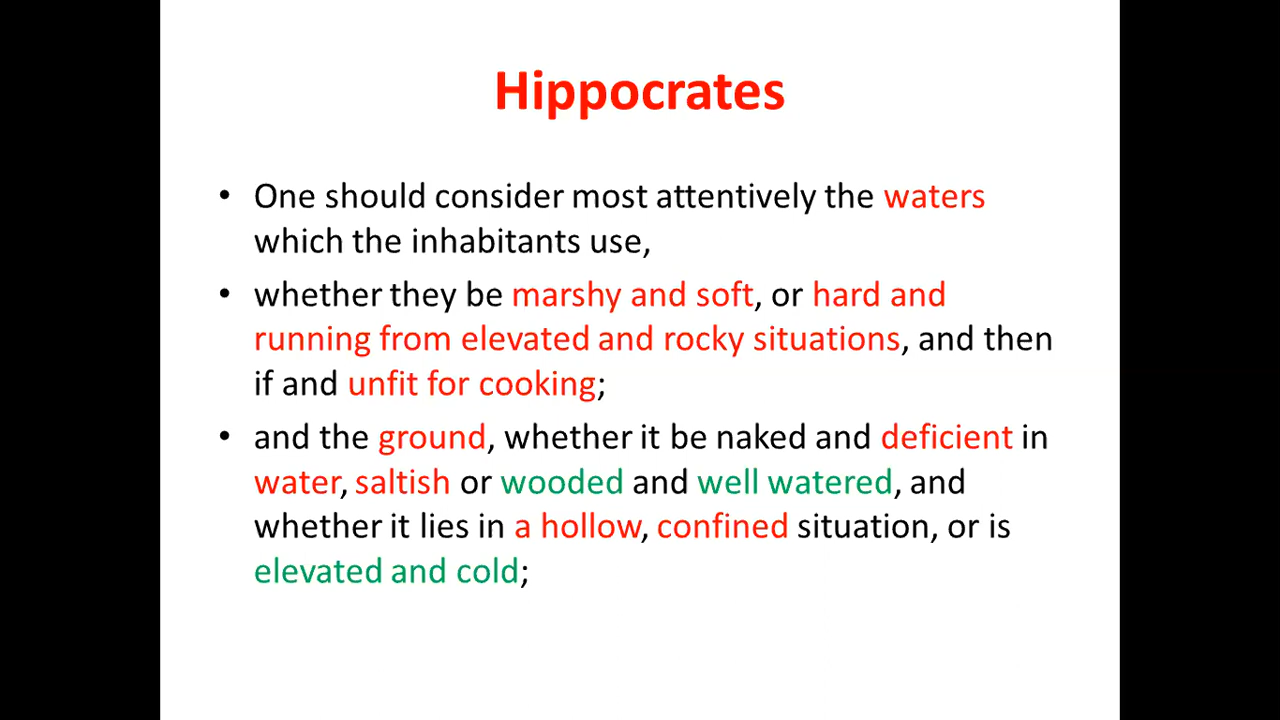 Hippocrates
• One should consider most attentively the waters
which the inhabitants use,
• whether they be marshy and soft, or hard and
running from elevated and rocky situations, and then
if and unfit for cooking;
• and the ground, whether it be naked and deficient in
water, saltish or wooded and well watered, and
whether it lies in a hollow, confined situation, or is
elevated and cold;